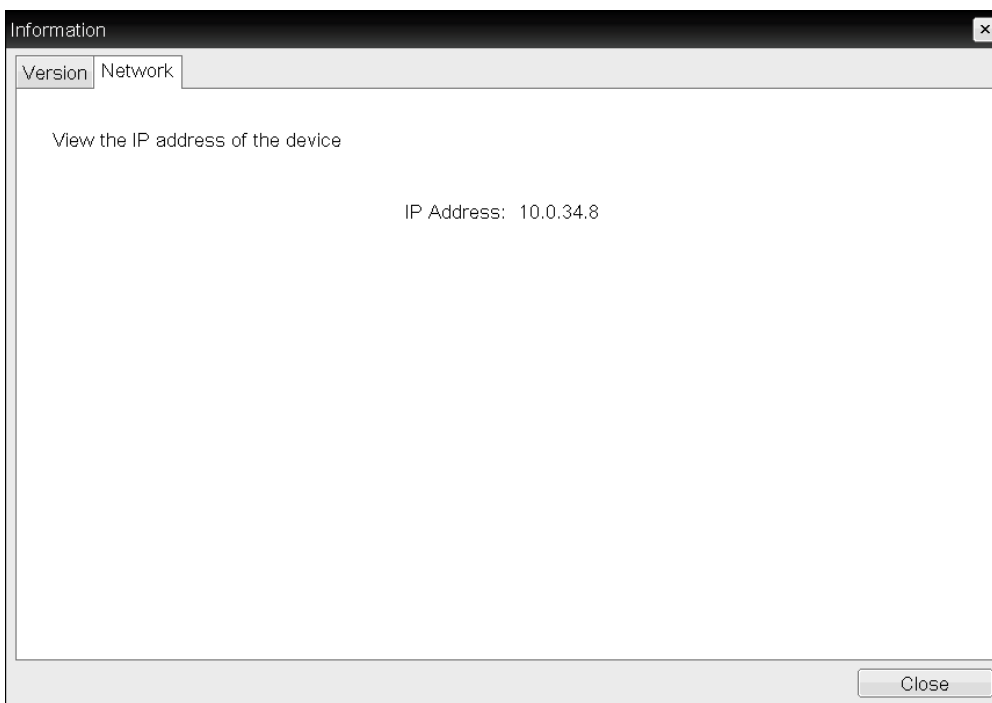 Information
Version Network
View the IP address of the device
IP Address: 10.0.34.8
Close